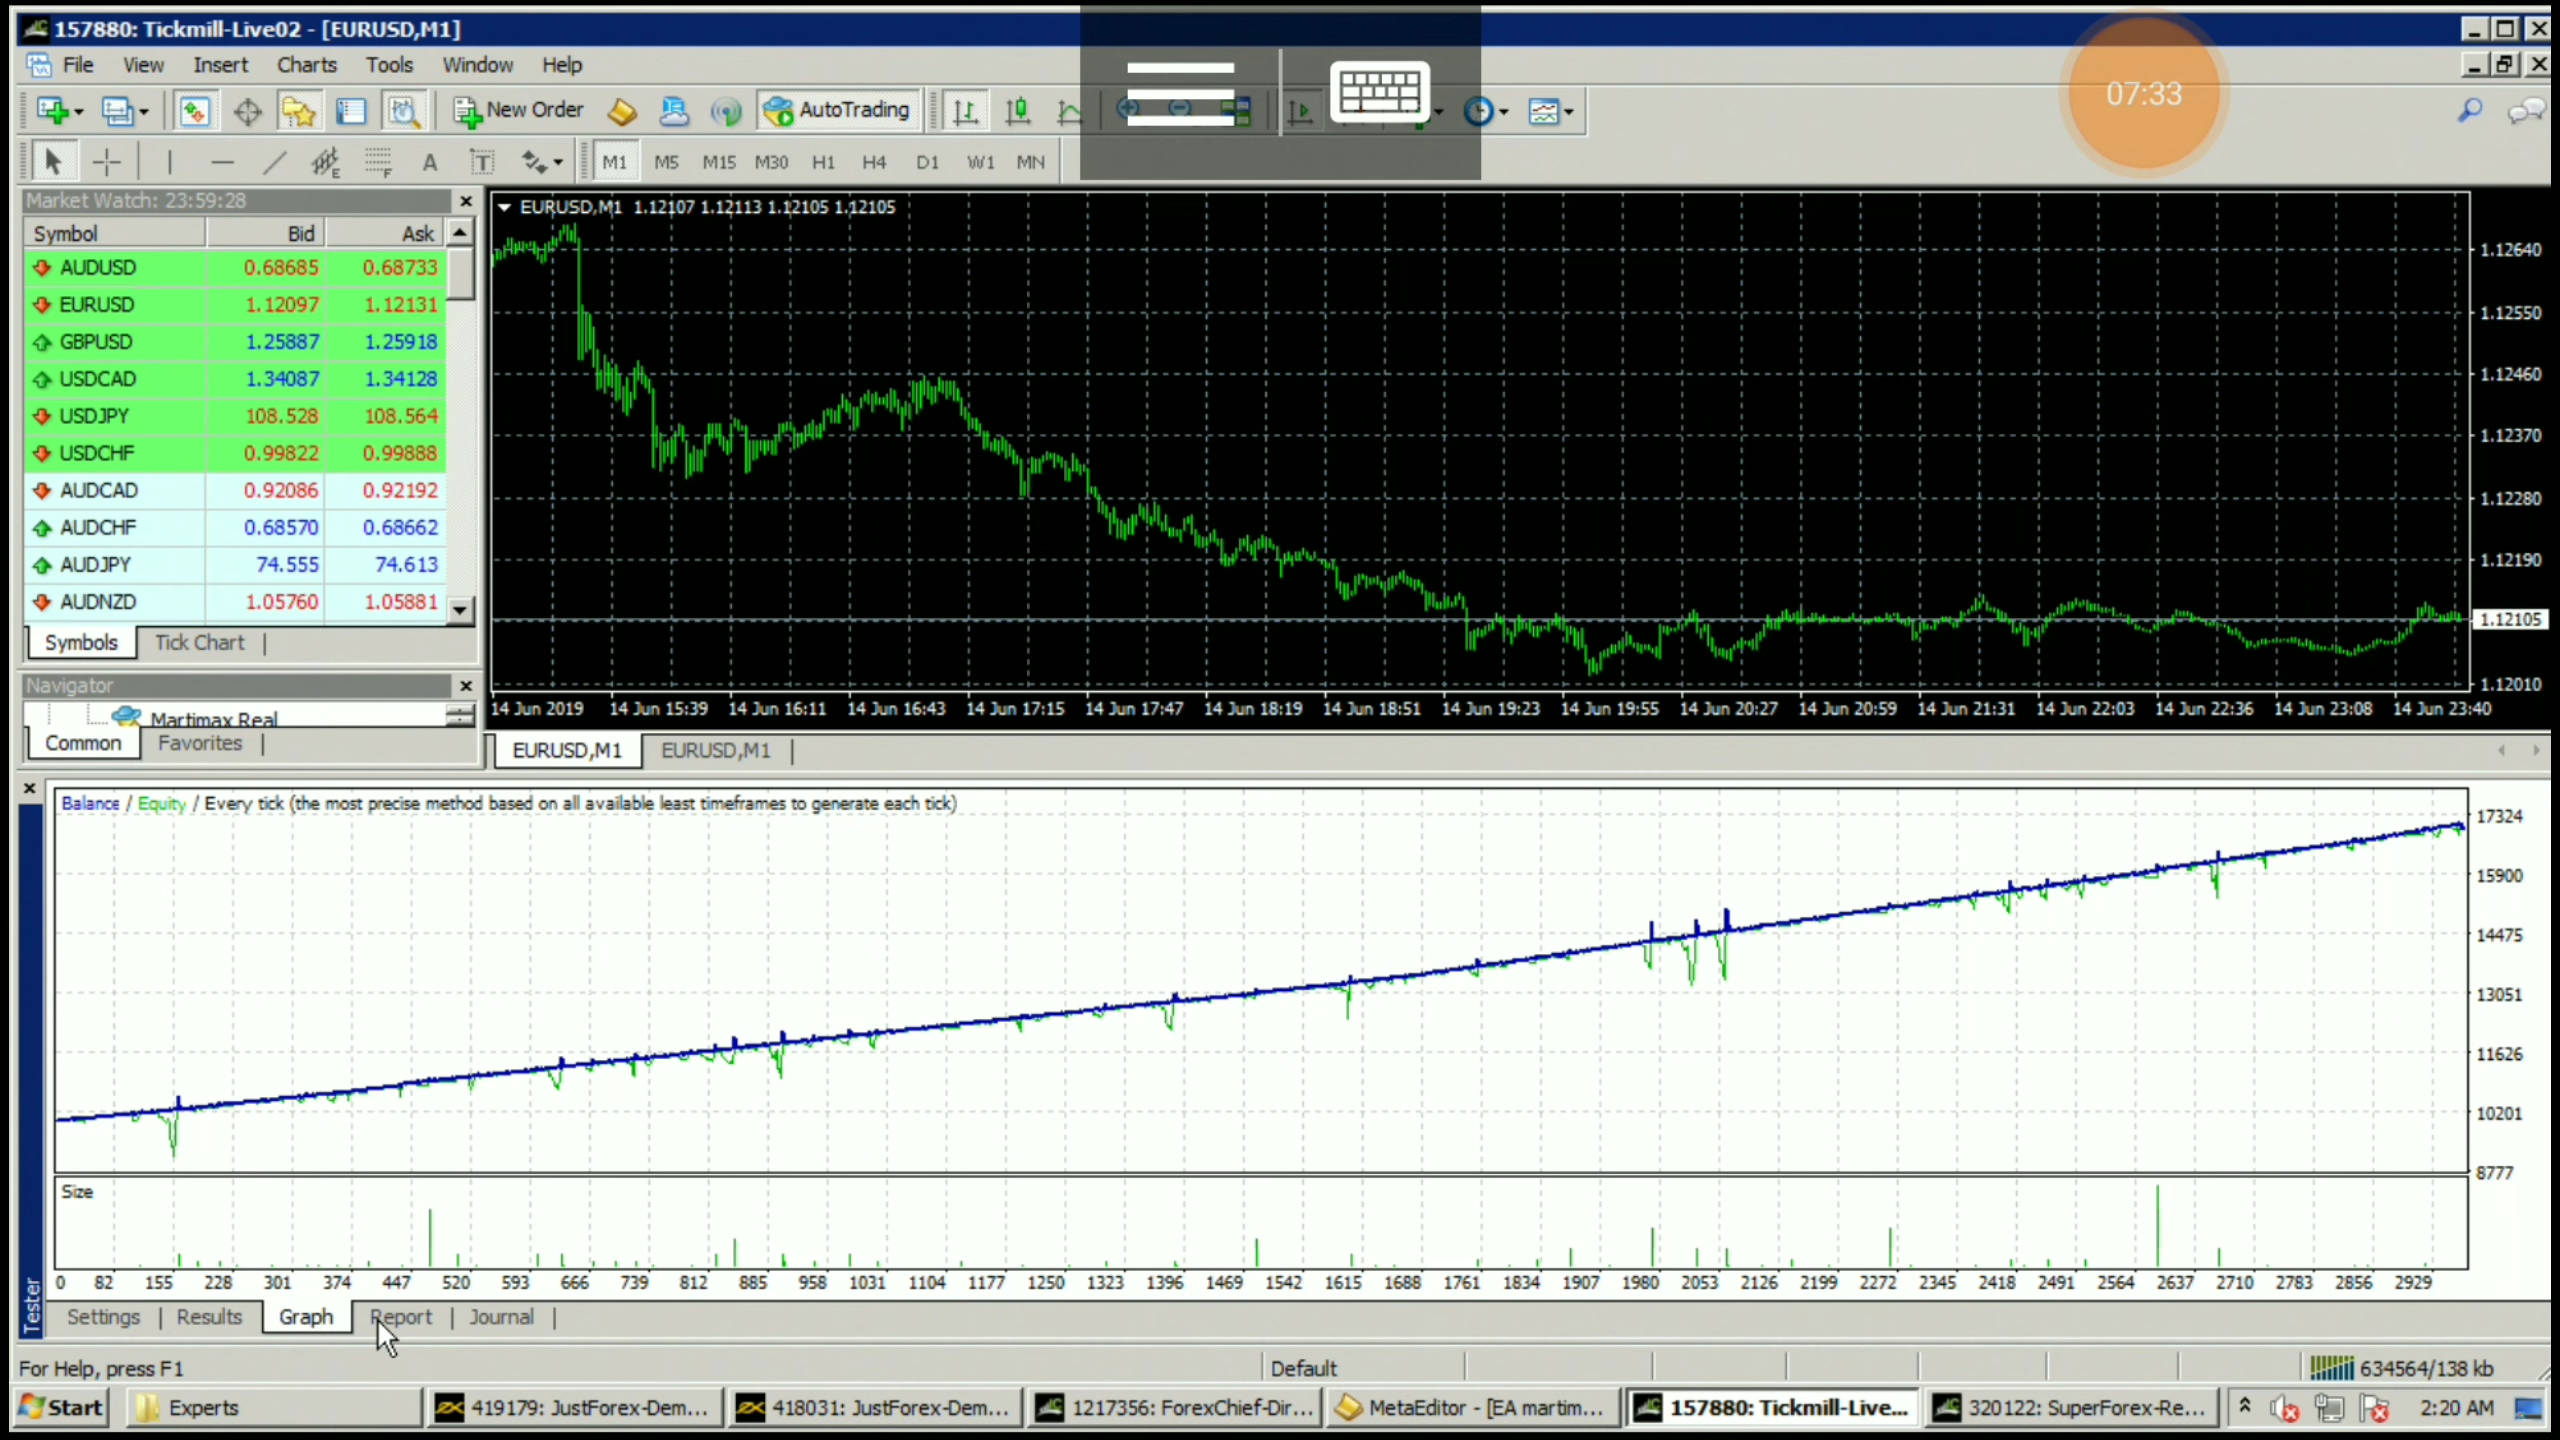 157880: Tickmill-Live02 - [EURUSD,M1]
File View Insert Charts Tools Window Help
07:33
New Order AutoTrading
A T E F M1 M5 M15 M30 H1 H4 D1 W1 MN
Market Watch: 23:59:28
Symbol Bid Ask
AUDUSD 0.68685 0.68733
EURUSD 1.12097 1.12131
GBPUSD 1.25887 1.25918
USDCAD 1.34087 1.34128
USDJPY 108.528 108.564
USDCHF 0.99822 0.99888
AUDCAD 0.92086 0.92192
AUDCHF 0.68570 0.68662
AUDJPY 74.555 74.613
AUDNZD 1.05760 1.05881
Symbols Tick Chart
Navigator
Martimax Real
Common Favorites
EURUSD,M1 1.12107 1.12113 1.12105 1.12105
1.12640
1.12550
1.12460
1.12370
1.12280
1.12190
1.12105
1.12010
14 Jun 2019 14 Jun 15:39 14 Jun 16:11 14 Jun 16:43 14 Jun 17:15 14 Jun 17:47 14 Jun 18:19 14 Jun 18:51 14 Jun 19:23 14 Jun 19:55 14 Jun 20:27 14 Jun 20:59 14 Jun 21:31 14 Jun 22:03 14 Jun 22:36 14 Jun 23:08 14 Jun 23:40
EURUSD,M1 EURUSD,M1
Balance / Equity / Every tick (the most precise method based on all available least timeframes to generate each tick)
17324
15900
14475
13051
11626
10201
8777
Size
0 82 155 228 301 374 447 520 593 666 739 812 885 958 1031 1104 1177 1250 1323 1396 1469 1542 1615 1688 1761 1834 1907 1980 2053 2126 2199 2272 2345 2418 2491 2564 2637 2710 2783 2856 2929
Tester
Settings Results Graph Report Journal
For Help, press F1 Default 634564/138 kb
Start Experts 419179: JustForex-Dem... 418031: JustForex-Dem... 1217356: ForexChief-Dir... MetaEditor - [EA martim... 157880: Tickmill-Live... 320122: SuperForex-Re... 2:20 AM